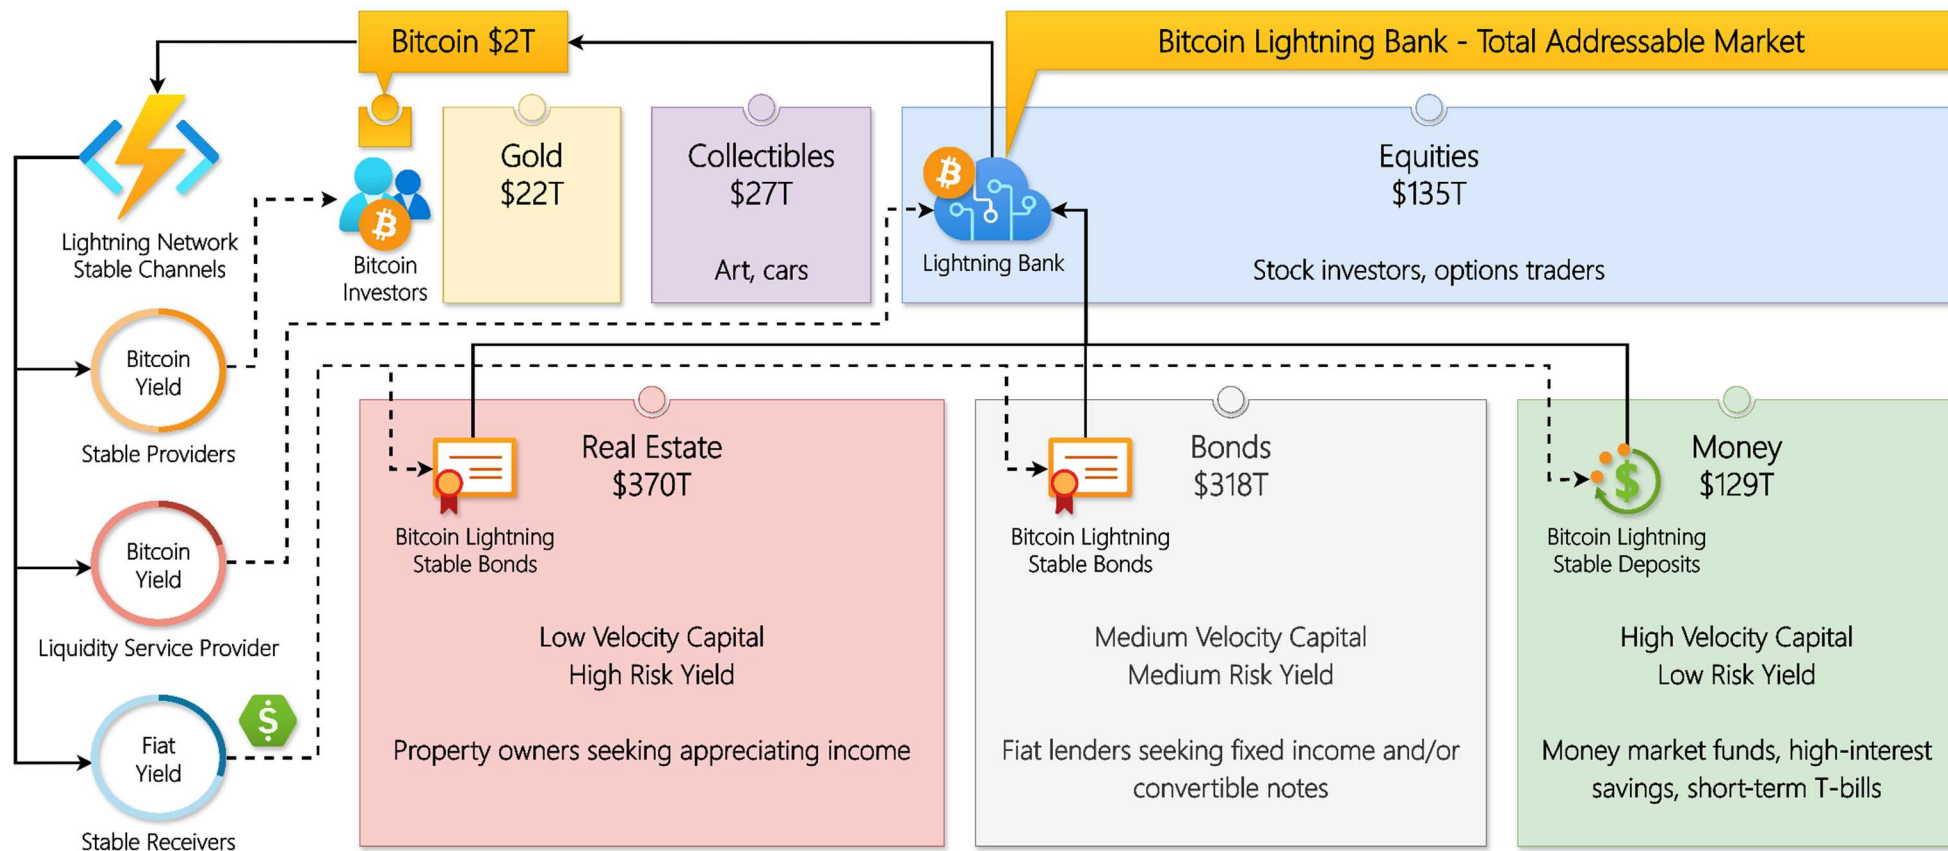 Bitcoin $2T
Bitcoin Lightning Bank - Total Addressable Market
Lightning Network
Stable Channels
Bitcoin
Investors
Gold
$22T
Collectibles
$27T
Art, cars
Lightning Bank
Equities
$135T
Stock investors, options traders
Bitcoin
Yield
Stable Providers
Bitcoin
Yield
Liquidity Service Provider
Fiat
Yield
Stable Receivers
Real Estate
$370T
Bitcoin Lightning
Stable Bonds
Low Velocity Capital
High Risk Yield
Property owners seeking appreciating income
Bonds
$318T
Bitcoin Lightning
Stable Bonds
Medium Velocity Capital
Medium Risk Yield
Fiat lenders seeking fixed income and/or
convertible notes
Money
$129T
Bitcoin Lightning
Stable Deposits
High Velocity Capital
Low Risk Yield
Money market funds, high-interest
savings, short-term T-bills